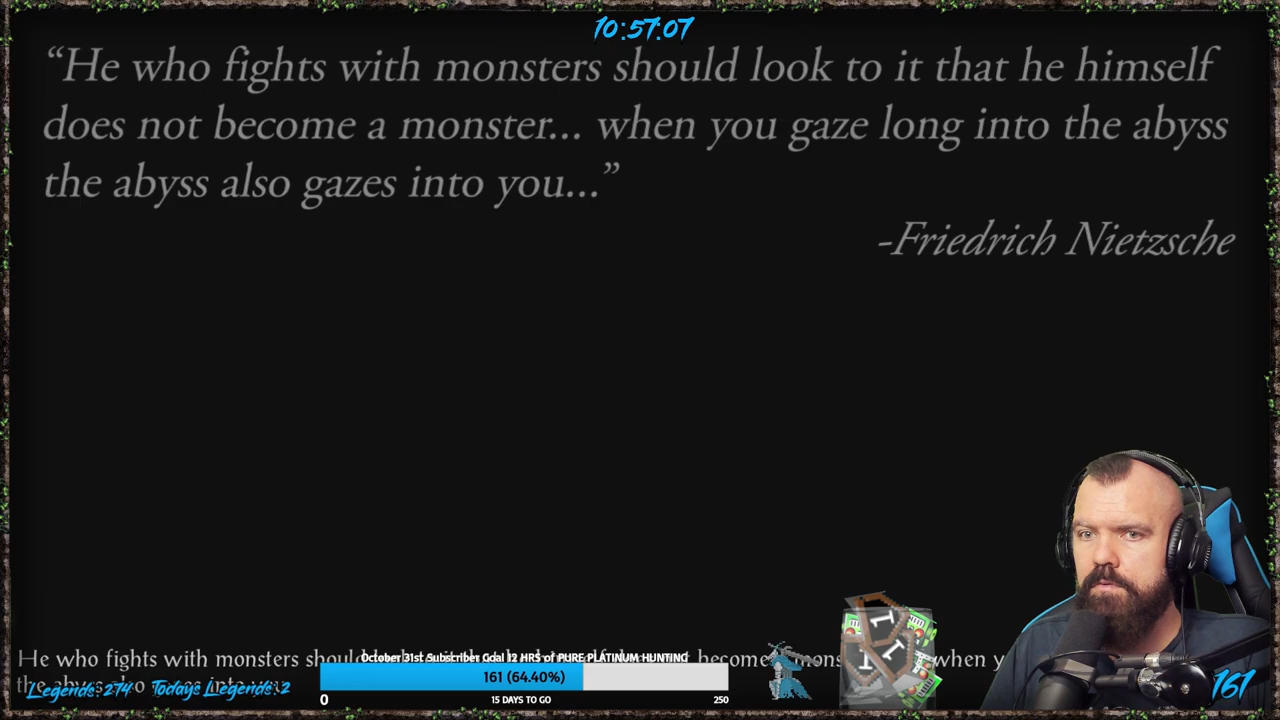 10:57:07
“He who fights with monsters should look to it that he himself
does not become a monster... when you gaze long into the abyss
the abyss also gazes into you...”
-Friedrich Nietzsche
October 31st Subscriber Goal 12 HRS of PURE PLATINUM HUNTING
He who fights with monsters become when y
161 (64.40%)
Legends: 274 Todays Legends: 2
0 15 DAYS TO GO 250
161